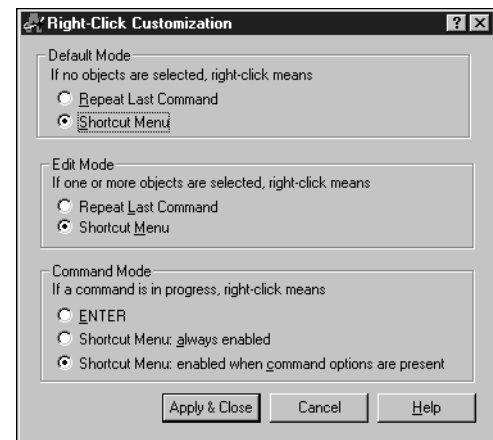 Right-Click Customization
Default Mode
If no objects are selected, right-click means
Repeat Last Command
Shortcut Menu
Edit Mode
If one or more objects are selected, right-click means
Repeat Last Command
Shortcut Menu
Command Mode
If a command is in progress, right-click means
ENTER
Shortcut Menu: always enabled
Shortcut Menu: enabled when command options are present
Apply & Close
Cancel
Help